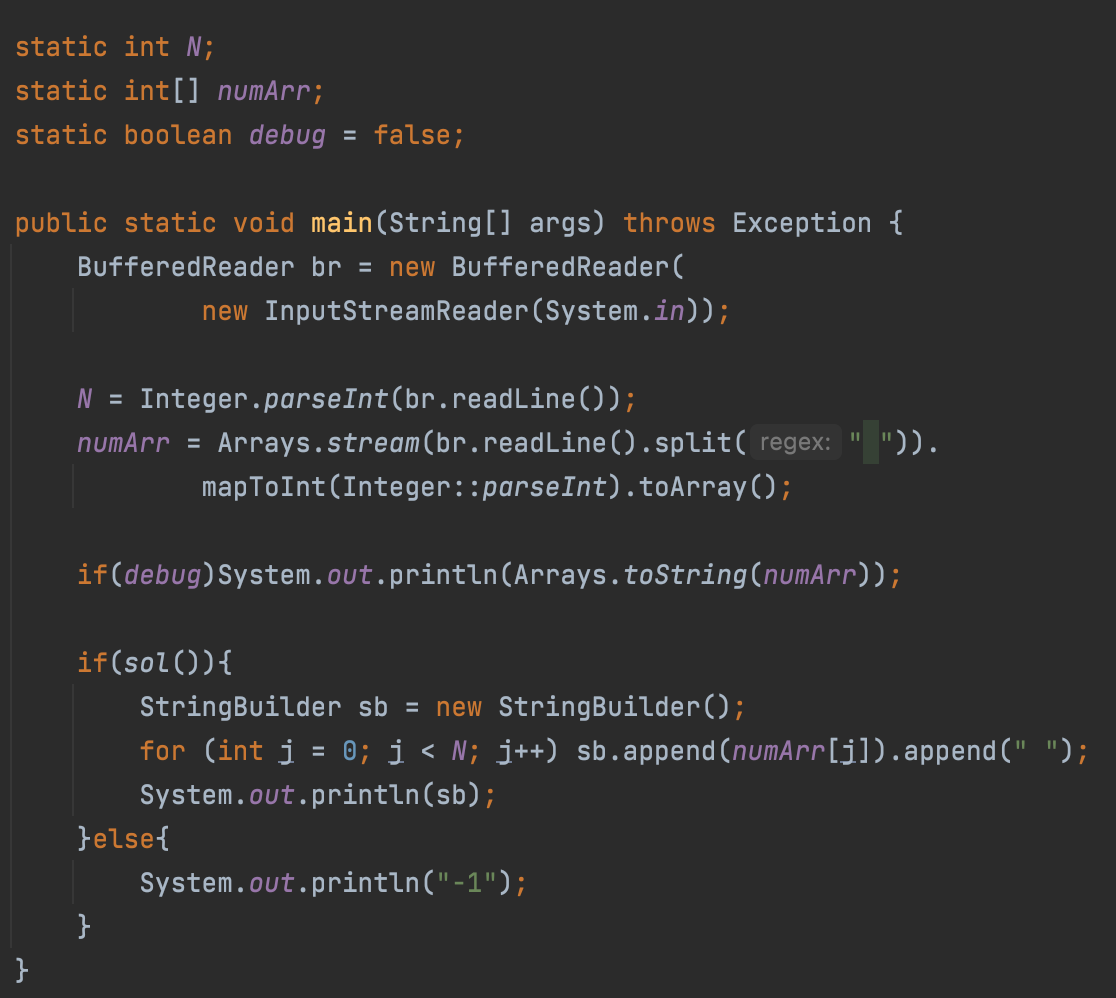 static int N;
static int[] numArr;
static boolean debug = false;
public static void main(String[] args) throws Exception {
BufferedReader br = new BufferedReader(
new InputStreamReader(System.in));
N = Integer.parseInt(br.readLine());
numArr = Arrays.stream(br.readLine().split( regex: " ")).
mapToInt(Integer::parseInt).toArray();
if(debug)System.out.println(Arrays.toString(numArr));
if(sol()){
StringBuilder sb = new StringBuilder();
for (int j = 0; j < N; j++) sb.append(numArr[j]).append(" ");
System.out.println(sb);
}else{
System.out.println("-1");
}
}